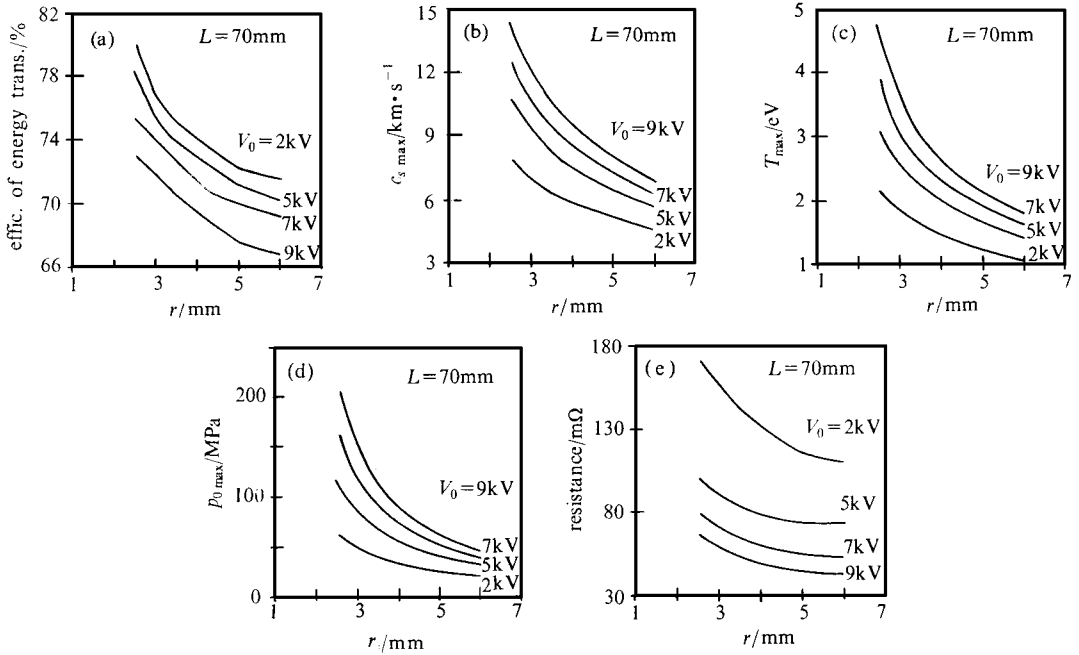 (a)
L = 70mm
V₀ = 2kV
5kV
7kV
9kV
82
78
74
70
66
1 3 5 7
effic. of energy trans./%
r/mm
(b)
L = 70mm
V₀ = 9kV
7kV
5kV
2kV
15
12
9
6
3
1 3 5 7
cₛ ₘₐₓ/km·s⁻¹
r/mm
(c)
L = 70mm
V₀ = 9kV
7kV
5kV
2kV
5
4
3
2
1
1 3 5 7
Tₘₐₓ/eV
r/mm
(d)
L = 70mm
V₀ = 9kV
7kV
5kV
2kV
200
100
0
1 3 5 7
p₀ ₘₐₓ/MPa
r/mm
(e)
L = 70mm
V₀ = 2kV
5kV
7kV
9kV
180
130
80
30
1 3 5 7
resistance/mΩ
r/mm